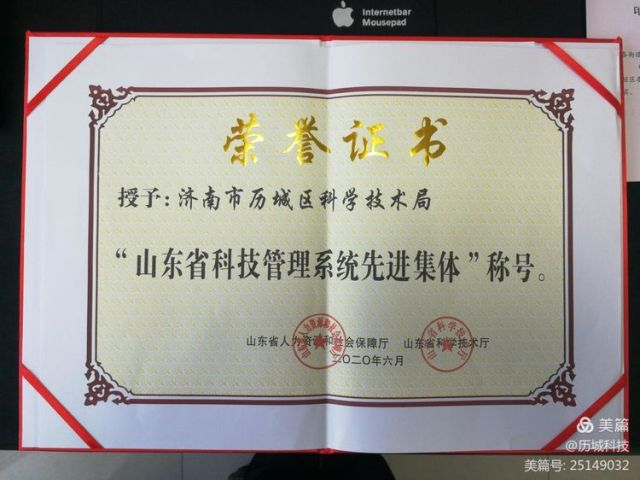 Internetbar
Mousepad
荣誉证书
授予：济南市历城区科学技术局
“山东省科技管理系统先进集体”称号。
山东省人力资源和社会保障厅 山东省科学技术厅
二〇二〇年六月
美篇
@历城科技
美篇号: 25149032